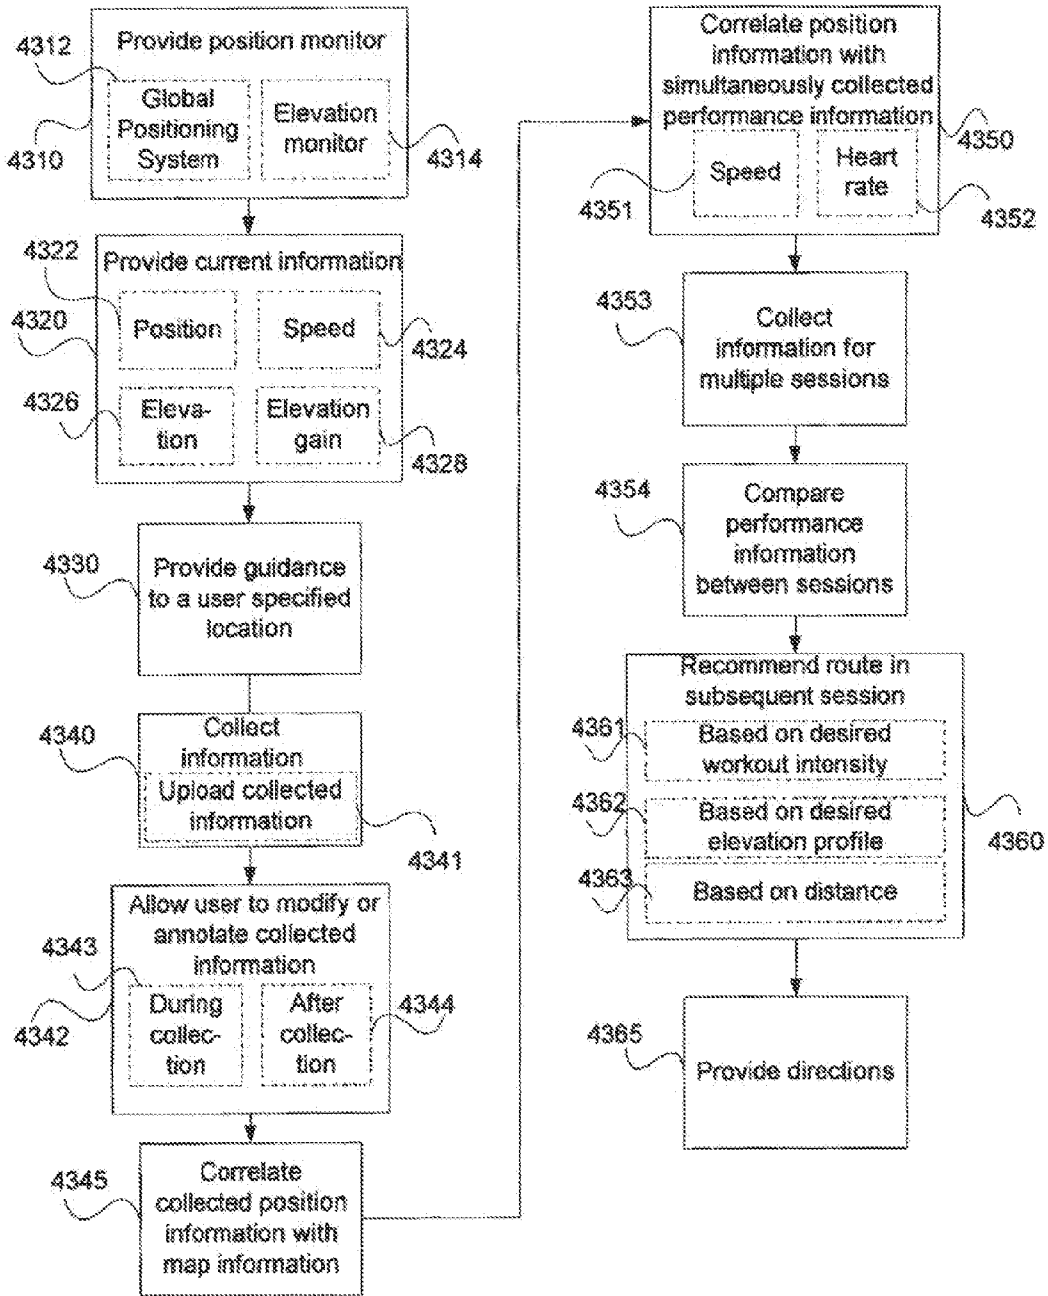 Provide position monitor
4312
Global
Positioning
System
Elevation
monitor
4310
4314
Provide current information
4322
4320
Position
Speed
4324
4326
Eleva-
tion
Elevation
gain
4328
4330
Provide guidance
to a user specified
location
4340
Collect
information
Upload collected
information
4341
Allow user to modify or
annotate collected
information
4343
4342
During
collec-
tion
After
collec-
tion
4344
4345
Correlate
collected position
information with
map information
Correlate position
information with
simultaneously collected
performance information
4350
4351
Speed
Heart
rate
4352
4353
Collect
information for
multiple sessions
4354
Compare
performance
information
between sessions
Recommend route in
subsequent session
4361
Based on desired
workout intensity
4362
Based on desired
elevation profile
4360
4363
Based on distance
4365
Provide directions